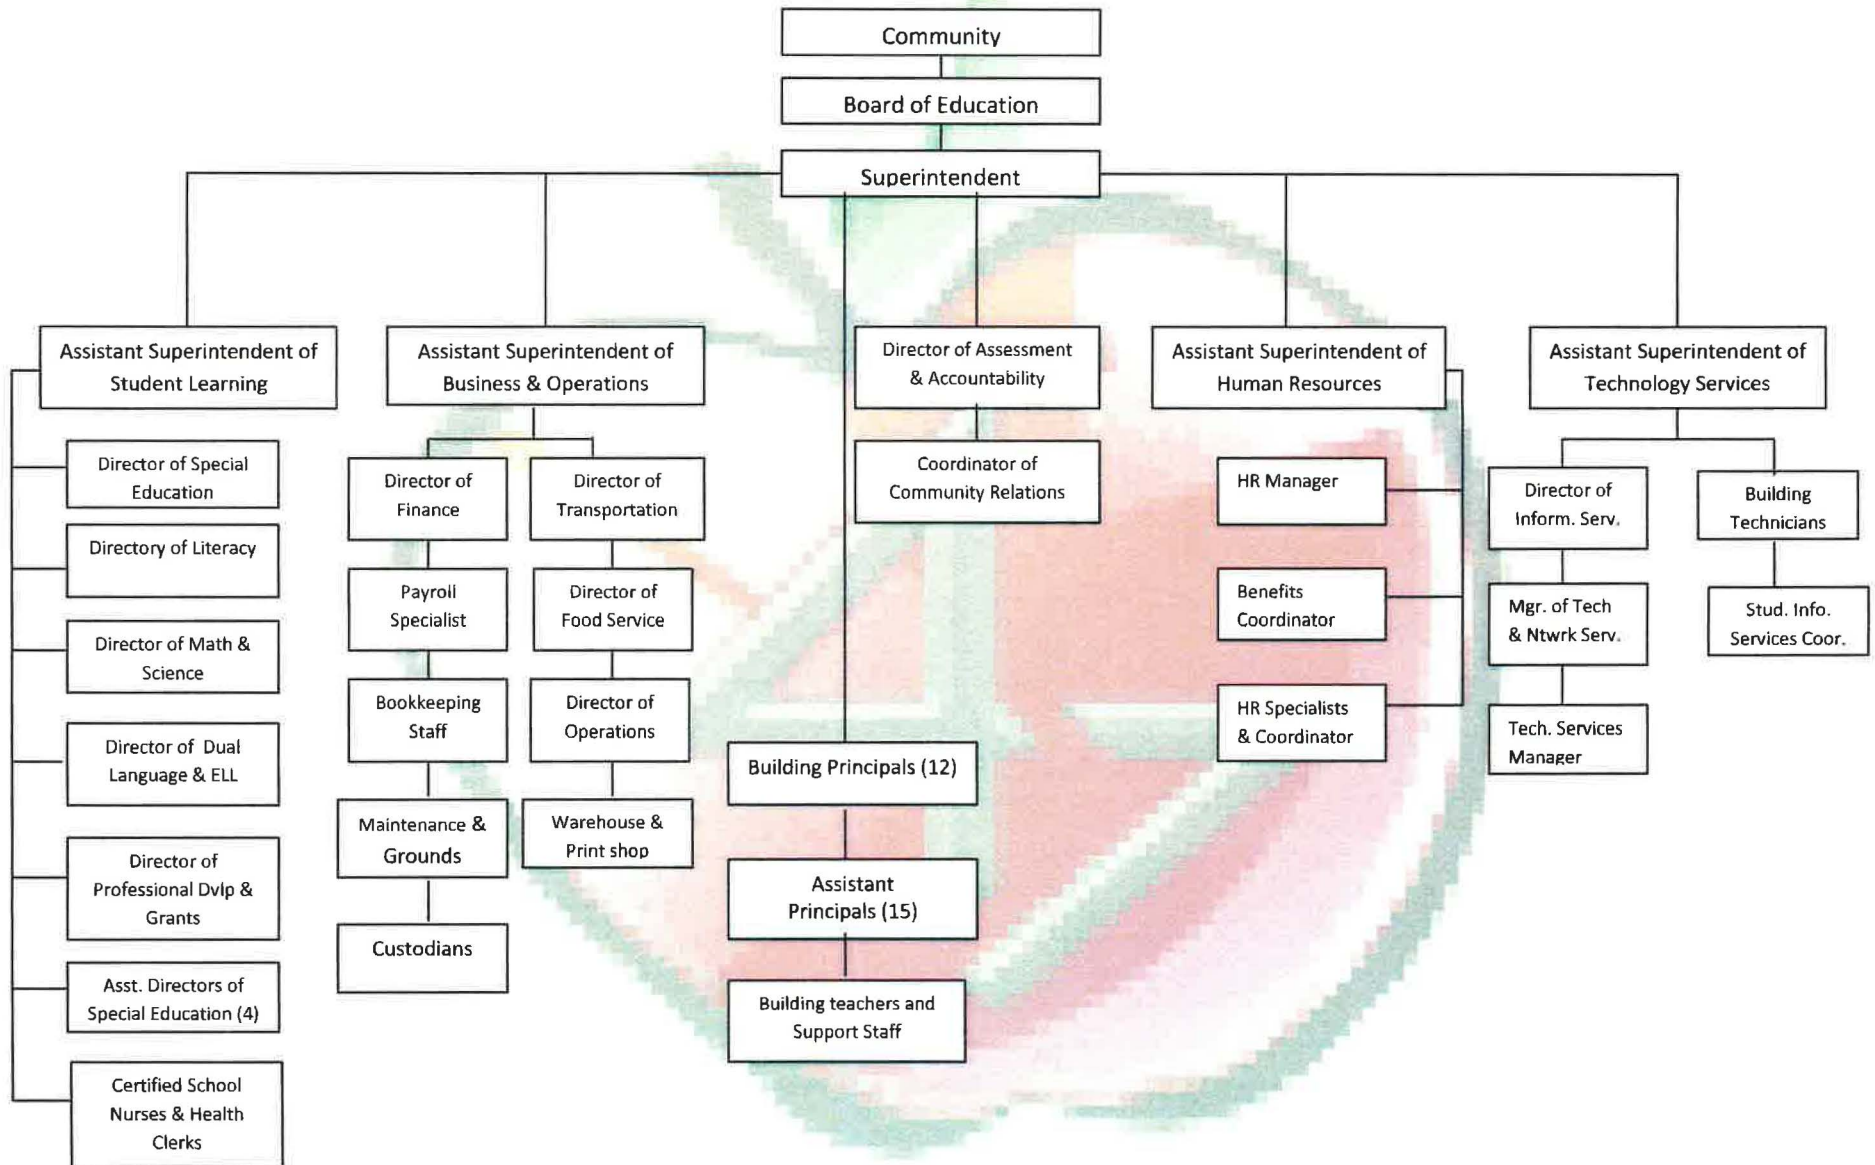 Community
Board of Education
Superintendent
Assistant Superintendent of
Student Learning
Director of Special
Education
Directory of Literacy
Director of Math &
Science
Director of Dual
Language & ELL
Director of
Professional Dvlp &
Grants
Asst. Directors of
Special Education (4)
Certified School
Nurses & Health
Clerks
Assistant Superintendent of
Business & Operations
Director of
Finance
Payroll
Specialist
Bookkeeping
Staff
Maintenance &
Grounds
Custodians
Director of
Transportation
Director of
Food Service
Director of
Operations
Warehouse &
Print shop
Building Principals (12)
Assistant
Principals (15)
Building teachers and
Support Staff
Director of Assessment
& Accountability
Coordinator of
Community Relations
Assistant Superintendent of
Human Resources
HR Manager
Benefits
Coordinator
HR Specialists
& Coordinator
Assistant Superintendent of
Technology Services
Director of
Inform. Serv.
Mgr. of Tech
& Ntwrk Serv.
Tech. Services
Manager
Building
Technicians
Stud. Info.
Services Coor.